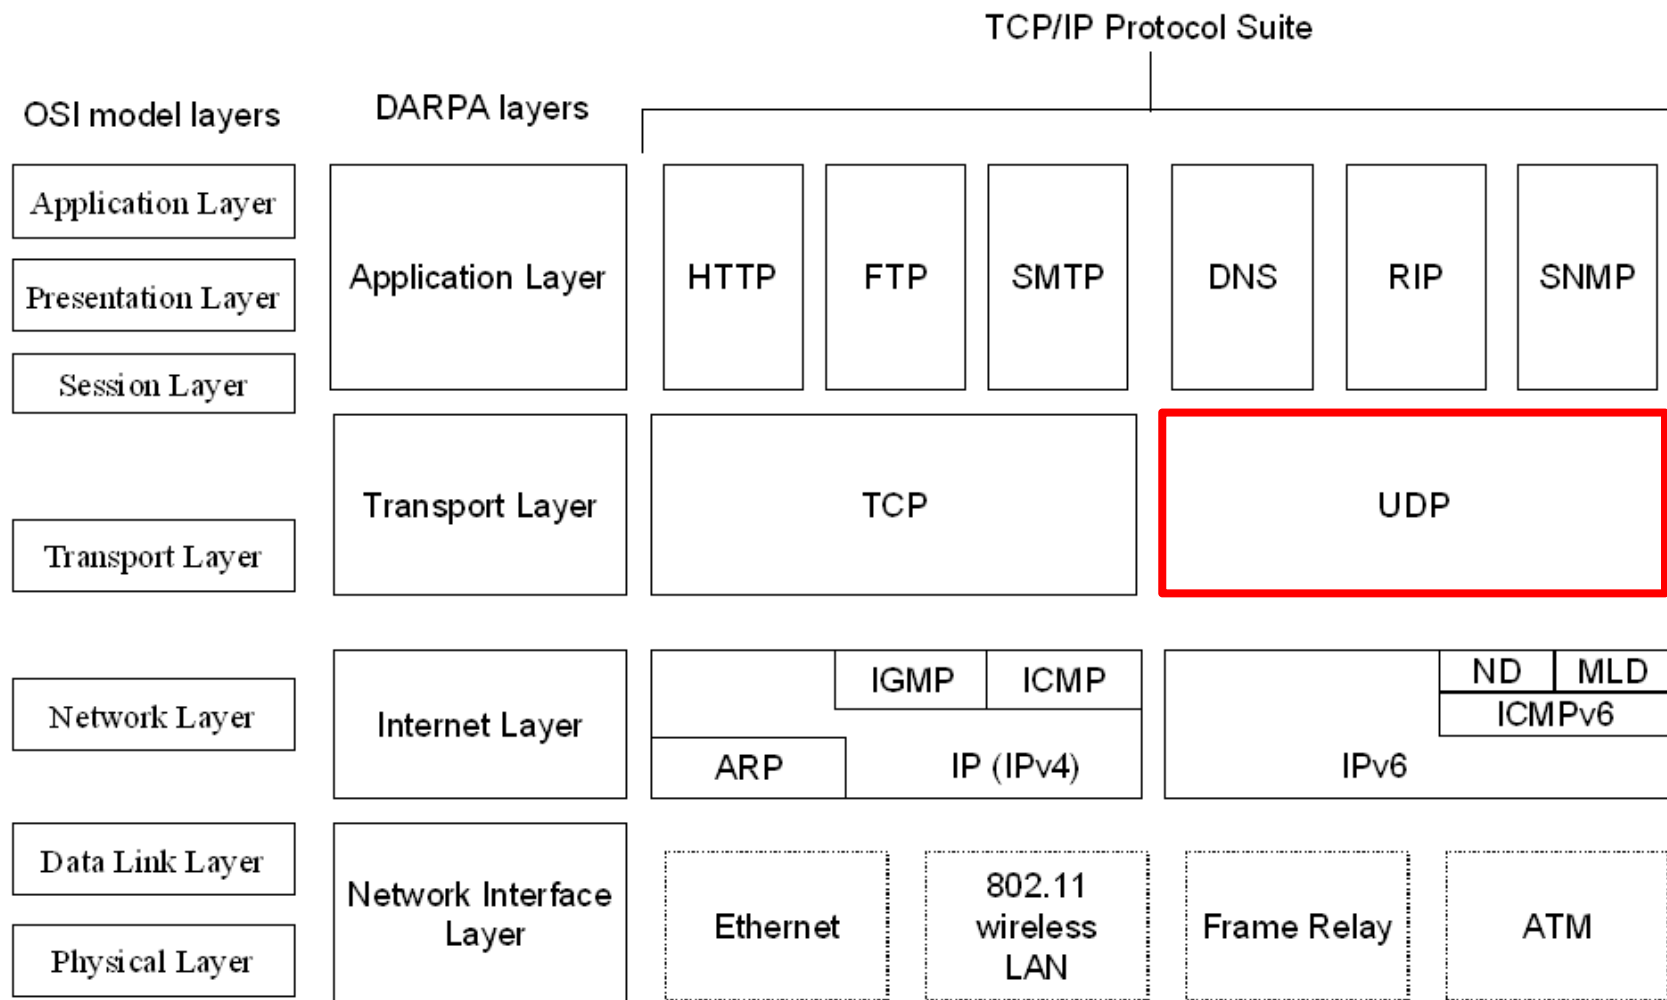 TCP/IP Protocol Suite
OSI model layers
DARPA layers
Application Layer
Presentation Layer
Session Layer
Application Layer
HTTP
FTP
SMTP
DNS
RIP
SNMP
Transport Layer
Transport Layer
TCP
UDP
Network Layer
Internet Layer
IGMP
ICMP
ARP
IP (IPv4)
ND
MLD
ICMPv6
IPv6
Data Link Layer
Physical Layer
Network Interface
Layer
Ethernet
802.11
wireless
LAN
Frame Relay
ATM